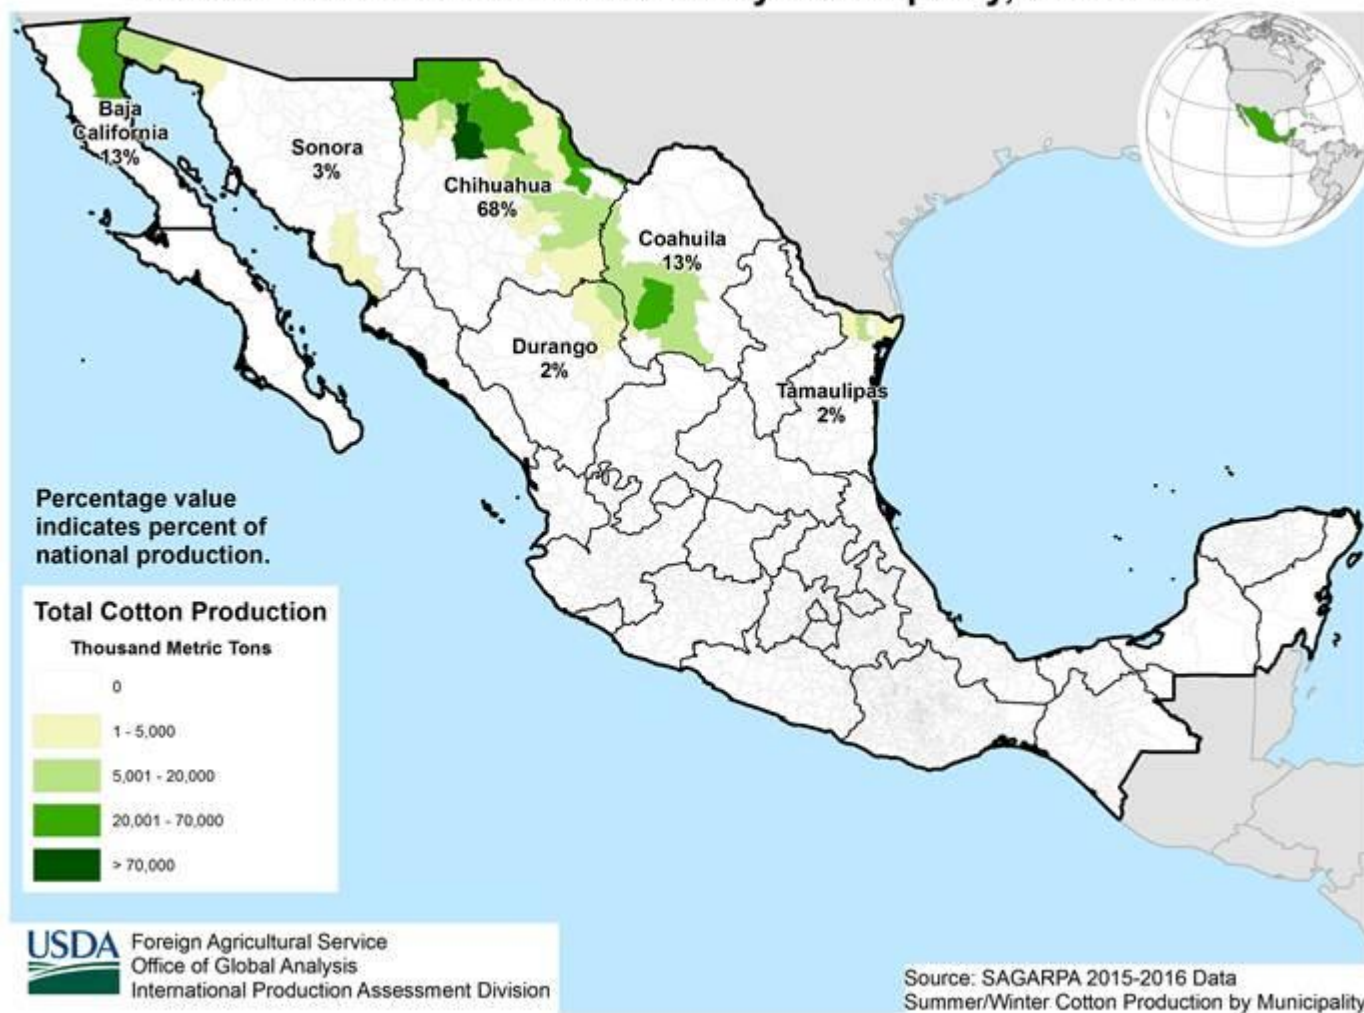 Baja
California
13%
Sonora
3%
Chihuahua
68%
Coahuila
13%
Durango
2%
Tamaulipas
2%
Percentage value
indicates percent of
national production.
Total Cotton Production
Thousand Metric Tons
0
1 - 5,000
5,001 - 20,000
20,001 - 70,000
> 70,000
USDA
Foreign Agricultural Service
Office of Global Analysis
International Production Assessment Division
Source: SAGARPA 2015-2016 Data
Summer/Winter Cotton Production by Municipality